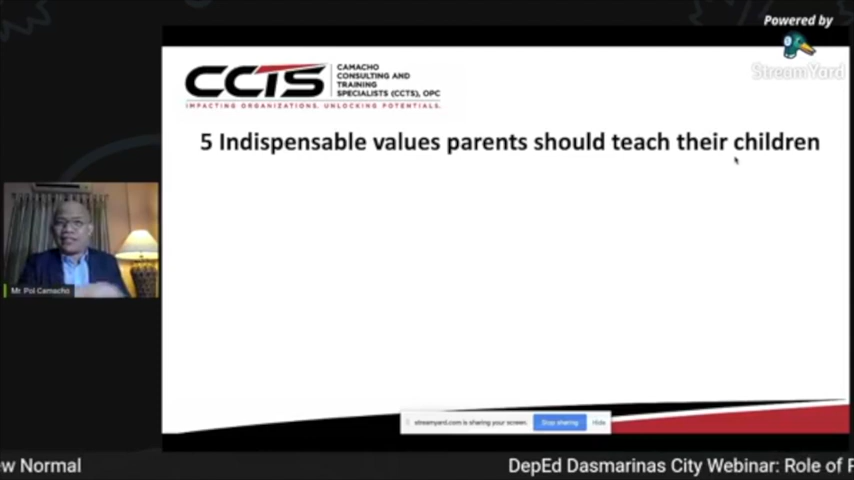 Powered by
StreamYard
CCTS
CAMACHO
CONSULTING AND
TRAINING
SPECIALISTS (CCTS), OPC
IMPACTING ORGANIZATIONS. UNLOCKING POTENTIALS.
5 Indispensable values parents should teach their children
Mr. Pol Camacho
streamyard.com is sharing your screen.
Stop sharing
Hide
ew Normal
DepEd Dasmarinas City Webinar: Role of